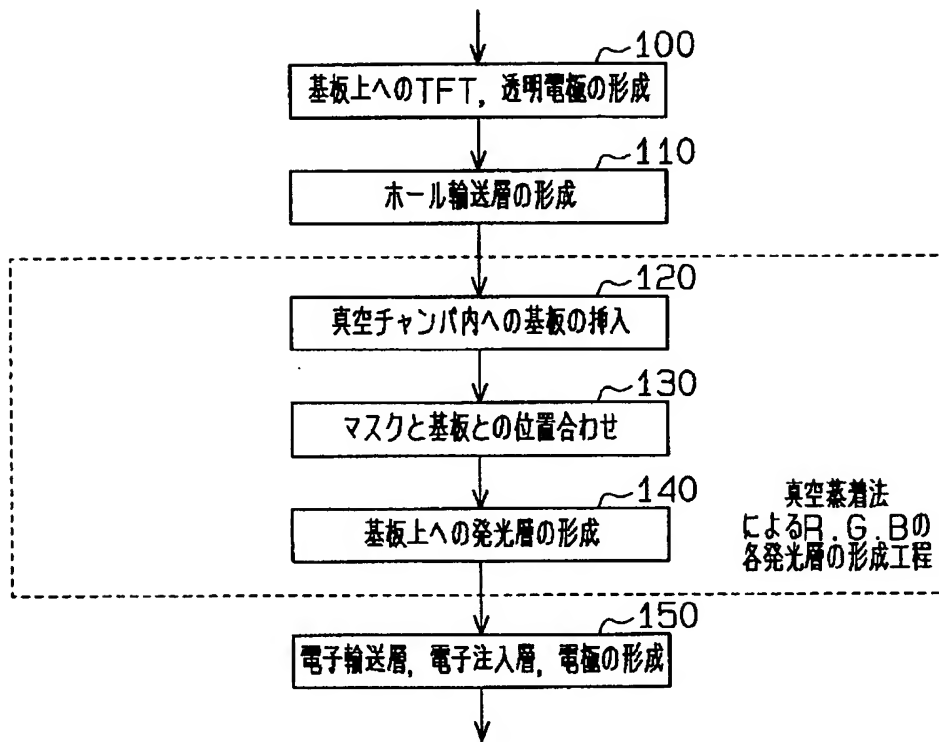 100
基板上へのTFT, 透明電極の形成
110
ホール輸送層の形成
120
真空チャンバ内への基板の挿入
130
マスクと基板との位置合わせ
140
基板上への発光層の形成
真空蒸着法
によるR.G.Bの
各発光層の形成工程
150
電子輸送層, 電子注入層, 電極の形成